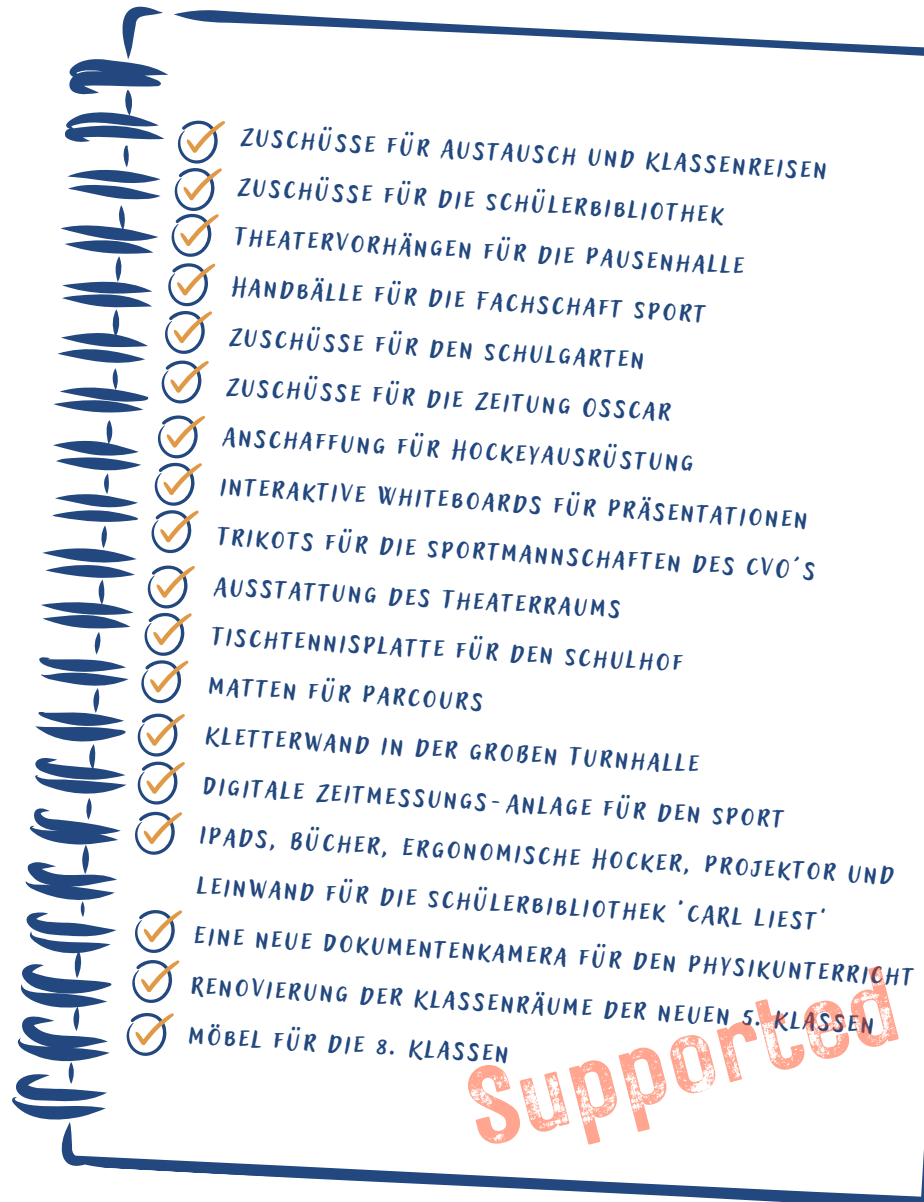 ZUSCHÜSSE FÜR AUSTAUSCH UND KLASSENREISEN
ZUSCHÜSSE FÜR DIE SCHÜLERBIBLIOTHEK
THEATERVORHÄNGEN FÜR DIE PAUSENHALLE
HANDBÄLLE FÜR DIE FACHSCHAFT SPORT
ZUSCHÜSSE FÜR DEN SCHULGARTEN
ZUSCHÜSSE FÜR DIE ZEITUNG OSSCAR
ANSCHAFFUNG FÜR HOCKEYAUSRÜSTUNG
INTERAKTIVE WHITEBOARDS FÜR PRÄSENTATIONEN
TRIKOTS FÜR DIE SPORTMANNSCHAFTEN DES CVO´S
AUSSTATTUNG DES THEATERRAUMS
TISCHTENNISPLATTE FÜR DEN SCHULHOF
MATTEN FÜR PARCOURS
KLETTERWAND IN DER GROßEN TURNHALLE
DIGITALE ZEITMESSUNGS-ANLAGE FÜR DEN SPORT
IPADS, BÜCHER, ERGONOMISCHE HOCKER, PROJEKTOR UND
LEINWAND FÜR DIE SCHÜLERBIBLIOTHEK 'CARL LIEST'
EINE NEUE DOKUMENTENKAMERA FÜR DEN PHYSIKUNTERRICHT
RENOVIERUNG DER KLASSENRÄUME DER NEUEN 5. KLASSEN
MÖBEL FÜR DIE 8. KLASSEN
Supported